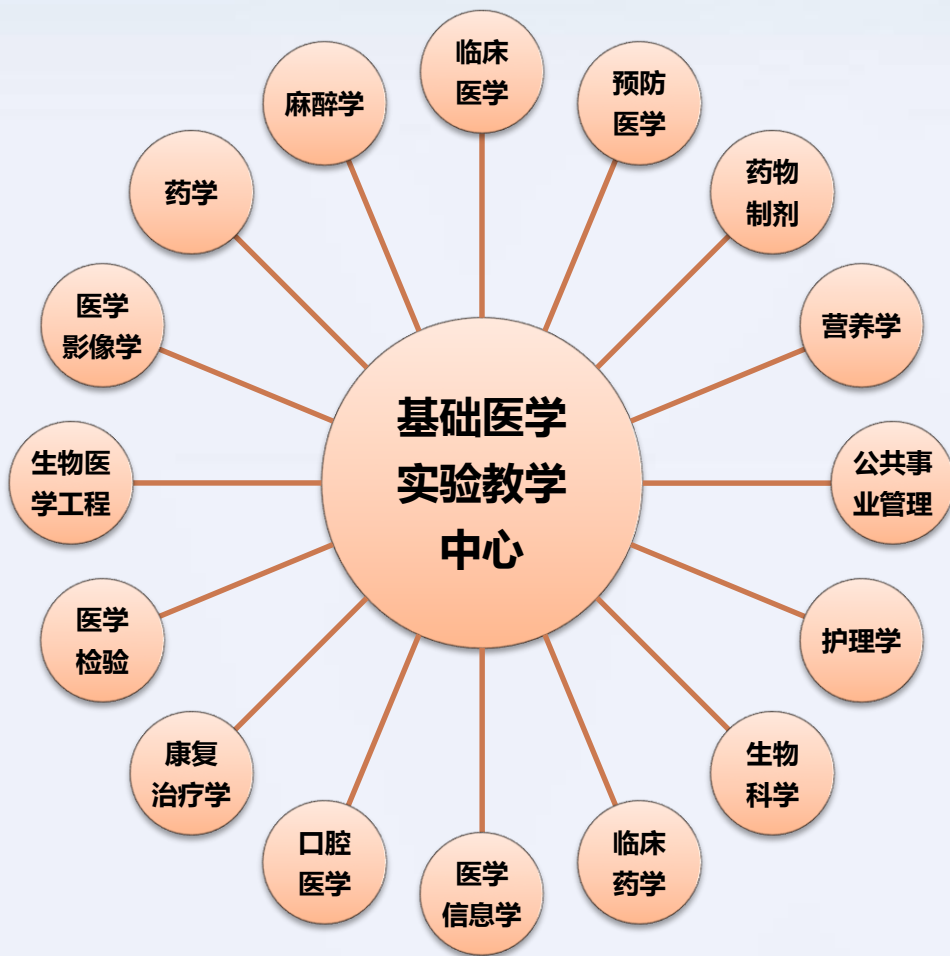 临床
医学
预防
医学
药物
制剂
营养学
公共事
业管理
护理学
生物
科学
临床
药学
医学
信息学
口腔
医学
康复
治疗学
医学
检验
生物医
学工程
医学
影像学
药学
麻醉学
基础医学
实验教学
中心